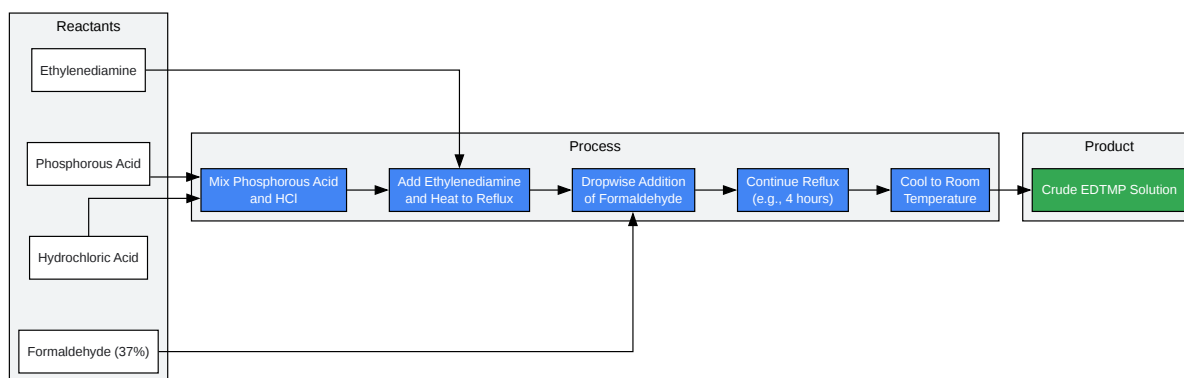 Reactants
Ethylenediamine
Phosphorous Acid
Hydrochloric Acid
Formaldehyde (37%)
Process
Mix Phosphorous Acid
and HCl
Add Ethylenediamine
and Heat to Reflux
Dropwise Addition
of Formaldehyde
Continue Reflux
(e.g., 4 hours)
Cool to Room
Temperature
Product
Crude EDTMP Solution